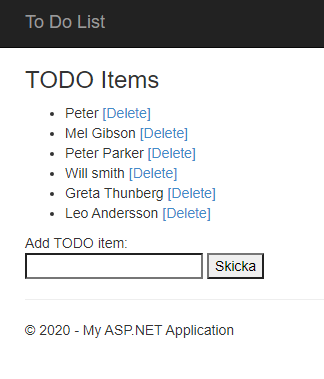 To Do List
TODO Items
Peter [Delete]
Mel Gibson [Delete]
Peter Parker [Delete]
Will smith [Delete]
Greta Thunberg [Delete]
Leo Andersson [Delete]
Add TODO item:
Skicka
© 2020 - My ASP.NET Application